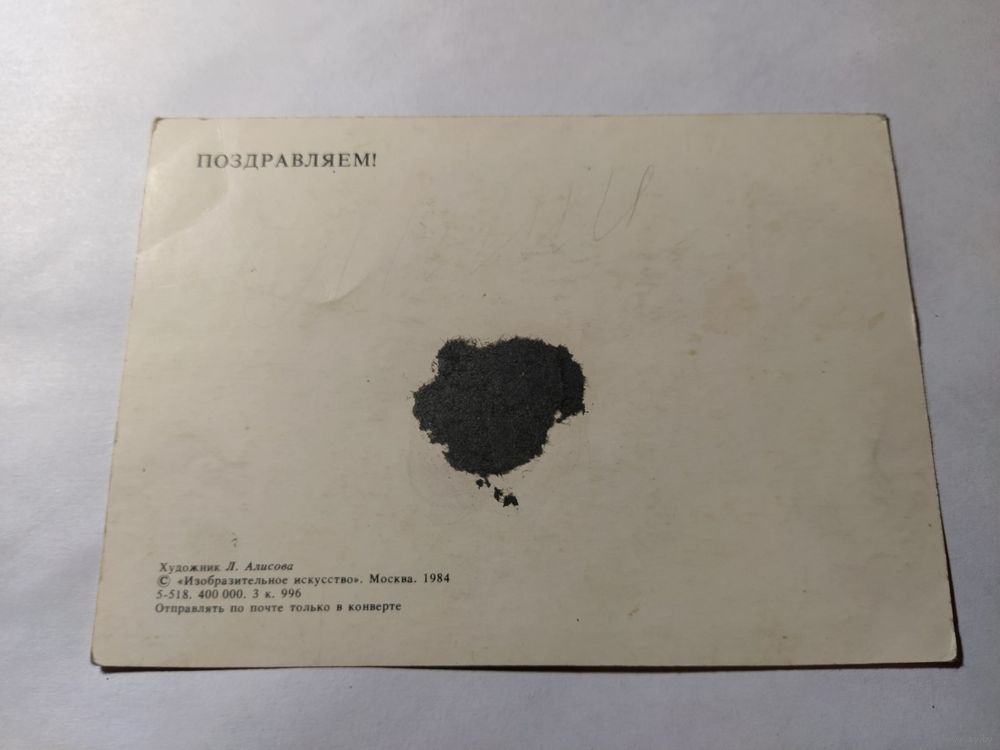 ПОЗДРАВЛЯЕМ!
Художник Л. Алисова
© «Изобразительное искусство». Москва. 1984
5-518. 400 000. 3 к. 996
Отправлять по почте только в конверте